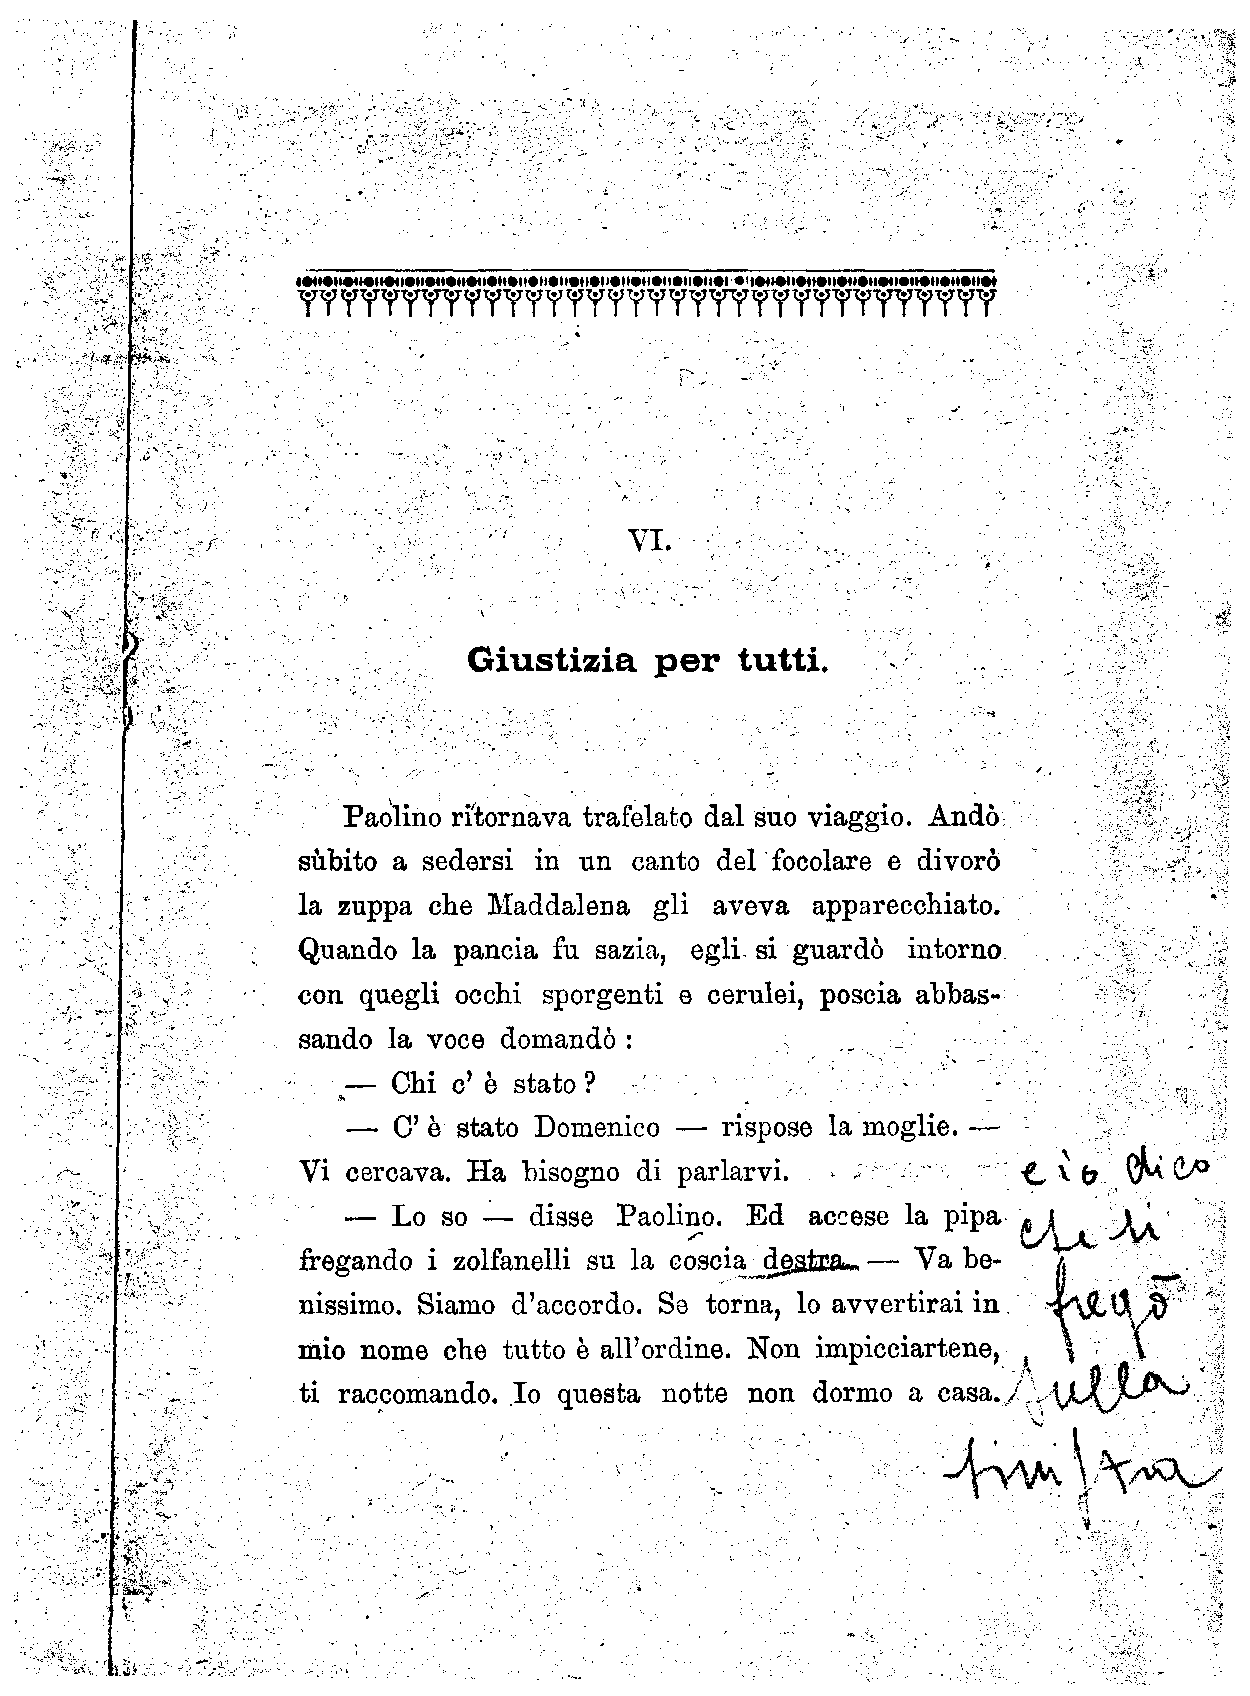 VI.
Giustizia per tutti.
Paolino ritornava trafelato dal suo viaggio. Andò
sùbito a sedersi in un canto del focolare e divorò
la zuppa che Maddalena gli aveva apparecchiato.
Quando la pancia fu sazia, egli si guardò intorno
con quegli occhi sporgenti e cerulei, poscia abbas-
sando la voce domandò :
— Chi c' è stato ?
— C' è stato Domenico — rispose la moglie. —
Vi cercava. Ha bisogno di parlarvi.
— Lo so — disse Paolino. Ed accese la pipa
fregando i zolfanelli su la coscia destra — Va be-
nissimo. Siamo d'accordo. Se torna, lo avvertirai in
mio nome che tutto è all'ordine. Non impicciartene,
ti raccomando. Io questa notte non dormo a casa.
e io dico
che li
fregò
sulla
sinistra